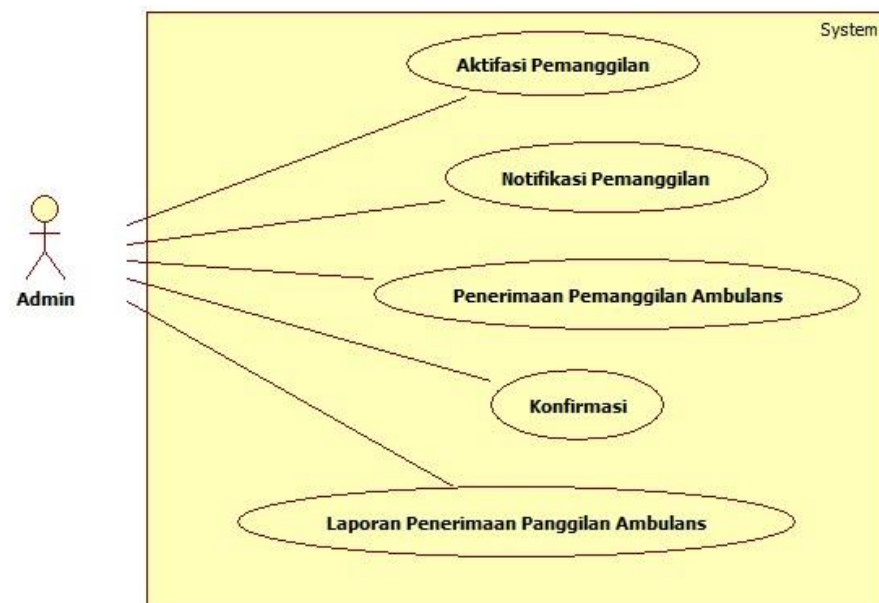 System
Aktifasi Pemanggilan
Notifikasi Pemanggilan
Admin
Penerimaan Pemanggilan Ambulans
Konfirmasi
Laporan Penerimaan Panggilan Ambulans